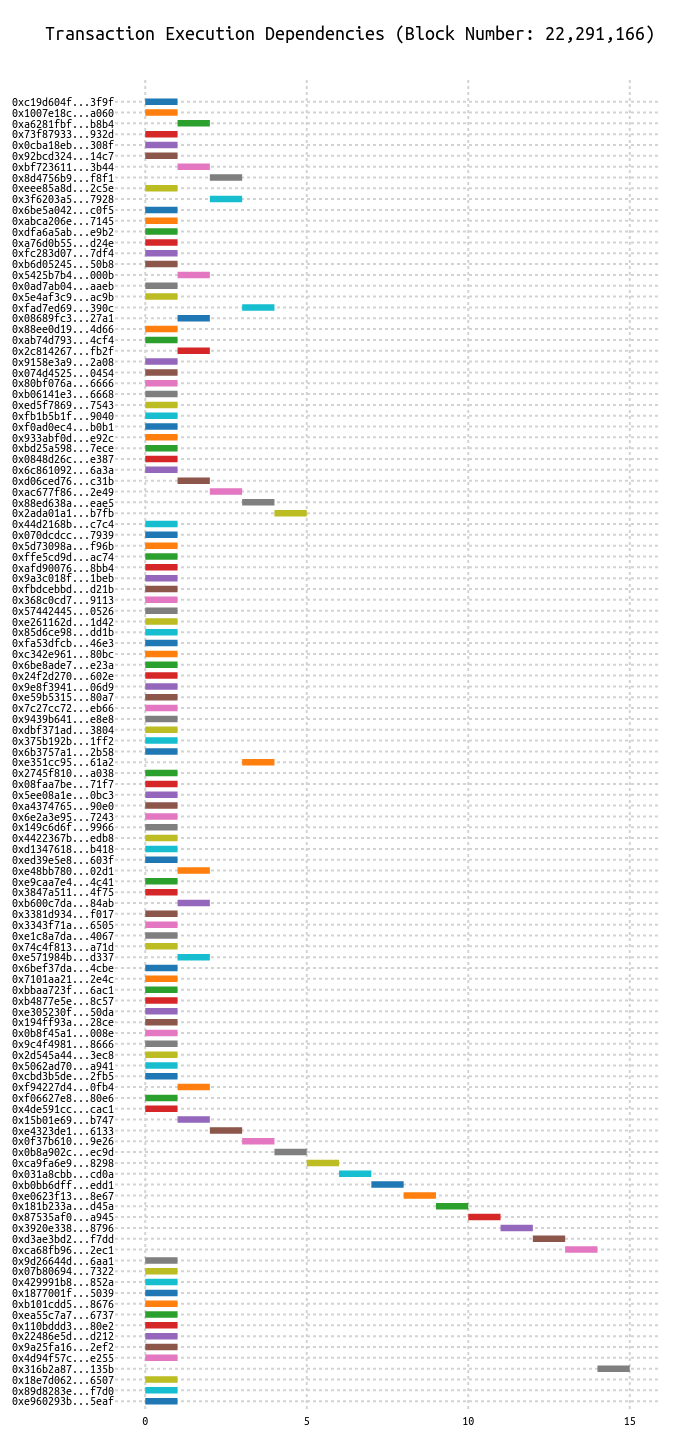 Transaction Execution Dependencies (Block Number: 22,291,166)
0xc19d604f...3f9f
0x1007e18c...a060
0xa6281fbf...b8b4
0x73f87933...932d
0x0cba18eb...308f
0x92bcd324...14c7
0xbf723611...3b44
0x8d4756b9...f8f1
0xeee85a8d...2c5e
0x3f6203a5...7928
0x6be5a042...c0f5
0xabca206e...7145
0xdfa6a5ab...e9b2
0xa76d0b55...d24e
0xfc283d07...7df4
0xb6d05245...50b8
0x5425b7b4...000b
0x0ad7ab04...aaeb
0x5e4af3c9...ac9b
0xfad7ed69...390c
0x08689fc3...27a1
0x88ee0d19...4d66
0xab74d793...4cf4
0x2c814267...fb2f
0x9158e3a9...2a08
0x074d4525...0454
0x80bf076a...6666
0xb06141e3...6668
0xed5f7869...7543
0xfb1b5b1f...9040
0xf0ad0ec4...b0b1
0x933abf0d...e92c
0xbd25a598...7ece
0x0848d26c...e387
0x6c861092...6a3a
0xd06ced76...c31b
0xac677f86...2e49
0x88ed638a...eae5
0x2ada01a1...b7fb
0x44d2168b...c7c4
0x070dcdcc...7939
0x5d73098a...f96b
0xffe5cd9d...ac74
0xafd90076...8bb4
0x9a3c018f...1beb
0xfbdcebbd...d21b
0x368c0cd7...9113
0x57442445...0526
0xe261162d...1d42
0x85d6ce98...dd1b
0xfa53dfcb...46e3
0xc342e961...80bc
0x6be8ade7...e23a
0x24f2d270...602e
0x9e8f3941...06d9
0xe59b5315...80a7
0x7c27cc72...eb66
0x9439b641...e8e8
0xdbf371ad...3804
0x375b192b...1ff2
0x6b3757a1...2b58
0xe351cc95...61a2
0x2745f810...a038
0x08faa7be...71f7
0x5ee08a1e...0bc3
0xa4374765...90e0
0x6e2a3e95...7243
0x149c6d6f...9966
0x4422367b...edb8
0xd1347618...b418
0xed39e5e8...603f
0xe48bb780...02d1
0xe9caa7e4...4c41
0x3847a511...4f75
0xb600c7da...84ab
0x3381d934...f017
0x3343f71a...6505
0xe1c8a7da...4067
0x74c4f813...a71d
0xe571984b...d337
0x6bef37da...4cbe
0x7101aa21...2e4c
0xbbaa723f...6ac1
0xb4877e5e...8c57
0xe305230f...50da
0x194ff93a...28ce
0x0b8f45a1...008e
0x9c4f4981...8666
0x2d545a44...3ec8
0x5062ad70...a941
0xcbd3b5de...2fb5
0xf94227d4...0fb4
0xf06627e8...80e6
0x4de591cc...cac1
0x15b01e69...b747
0xe4323de1...6133
0x0f37b610...9e26
0x0b8a902c...ec9d
0xca9fa6e9...8298
0x031a8cbb...cd0a
0xb0bb6dff...edd1
0xe0623f13...8e67
0x181b233a...d45a
0x87535af0...a945
0x3920e338...8796
0xd3ae3bd2...f7dd
0xca68fb96...2ec1
0x9d26644d...6aa1
0x07b80694...7322
0x429991b8...852a
0x1877001f...5039
0xb101cdd5...8676
0xea55c7a7...6737
0x110bddd3...80e2
0x22486e5d...d212
0x9a25fa16...2ef2
0x4d94f57c...e255
0x316b2a87...135b
0x18e7d062...6507
0x89d8283e...f7d0
0xe960293b...5eaf
0 5 10 15